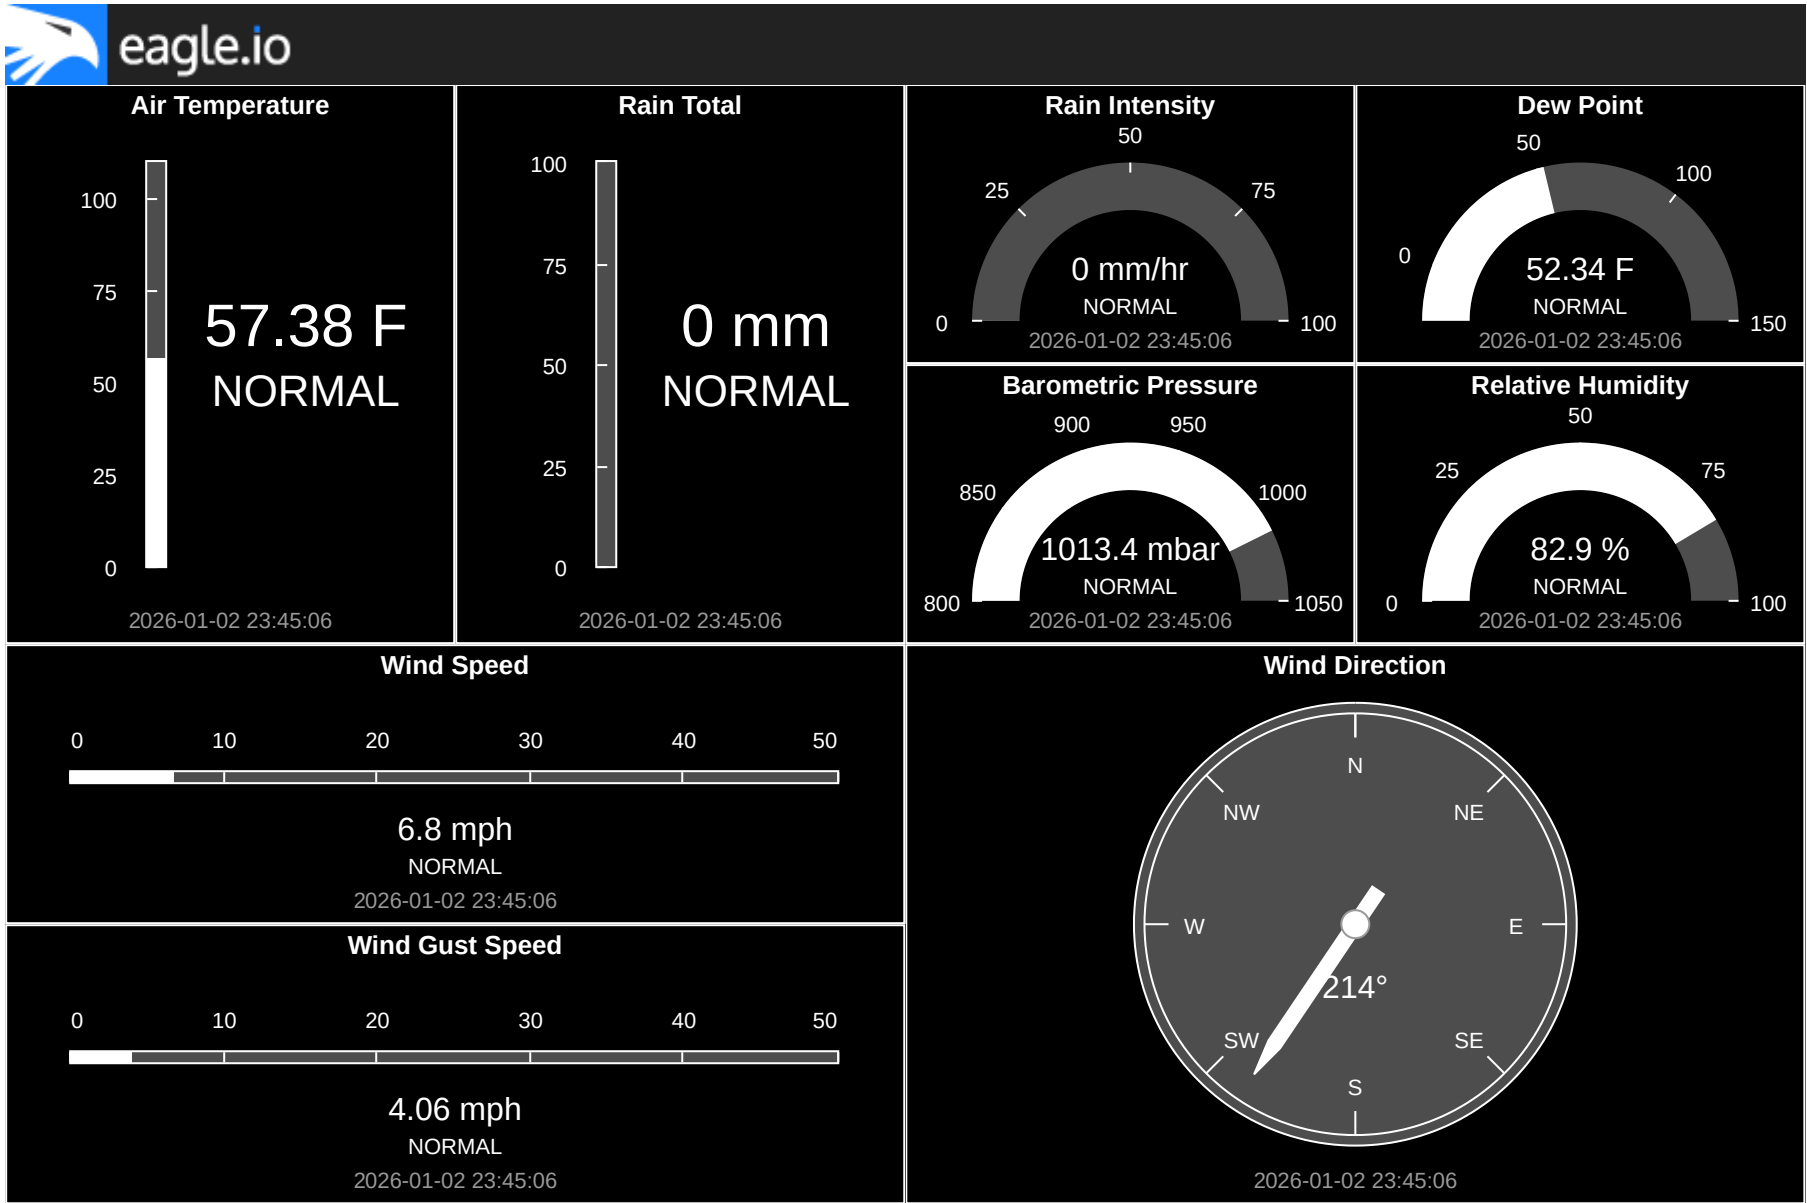 eagle.io
Air Temperature
100
75
50
25
0
57.38 F
NORMAL
2026-01-02 23:45:06
Rain Total
100
75
50
25
0
0 mm
NORMAL
2026-01-02 23:45:06
Rain Intensity
50
25
75
0
100
0 mm/hr
NORMAL
2026-01-02 23:45:06
Dew Point
50
100
0
150
52.34 F
NORMAL
2026-01-02 23:45:06
Barometric Pressure
900
950
850
1000
800
1050
1013.4 mbar
NORMAL
2026-01-02 23:45:06
Relative Humidity
50
25
75
0
100
82.9 %
NORMAL
2026-01-02 23:45:06
Wind Speed
0 10 20 30 40 50
6.8 mph
NORMAL
2026-01-02 23:45:06
Wind Gust Speed
0 10 20 30 40 50
4.06 mph
NORMAL
2026-01-02 23:45:06
Wind Direction
N
NW
NE
W
E
214°
SW
SE
S
2026-01-02 23:45:06